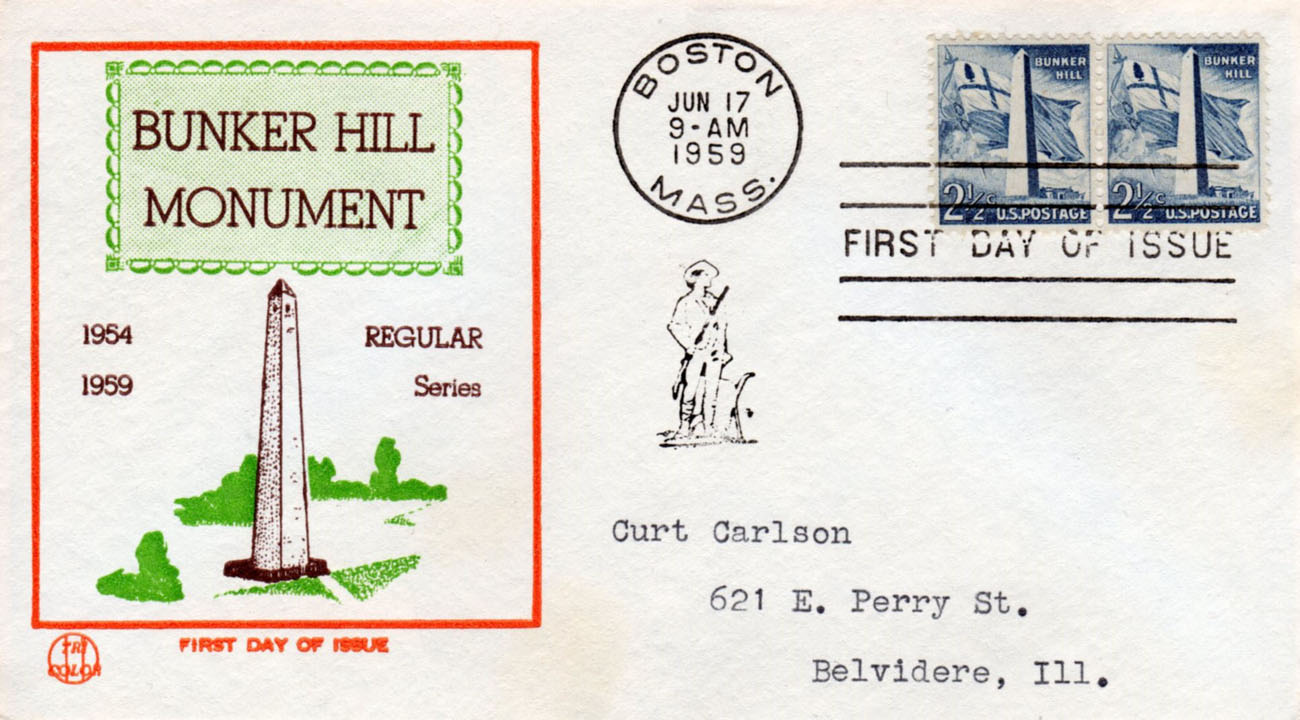 BUNKER HILL
MONUMENT
1954
1959
REGULAR
Series
TRI
COLOR
FIRST DAY OF ISSUE
BOSTON
JUN 17
9-AM
1959
MASS.
BUNKER
HILL
2½c U.S.POSTAGE
BUNKER
HILL
2½c U.S.POSTAGE
FIRST DAY OF ISSUE
Curt Carlson
621 E. Perry St.
Belvidere, Ill.